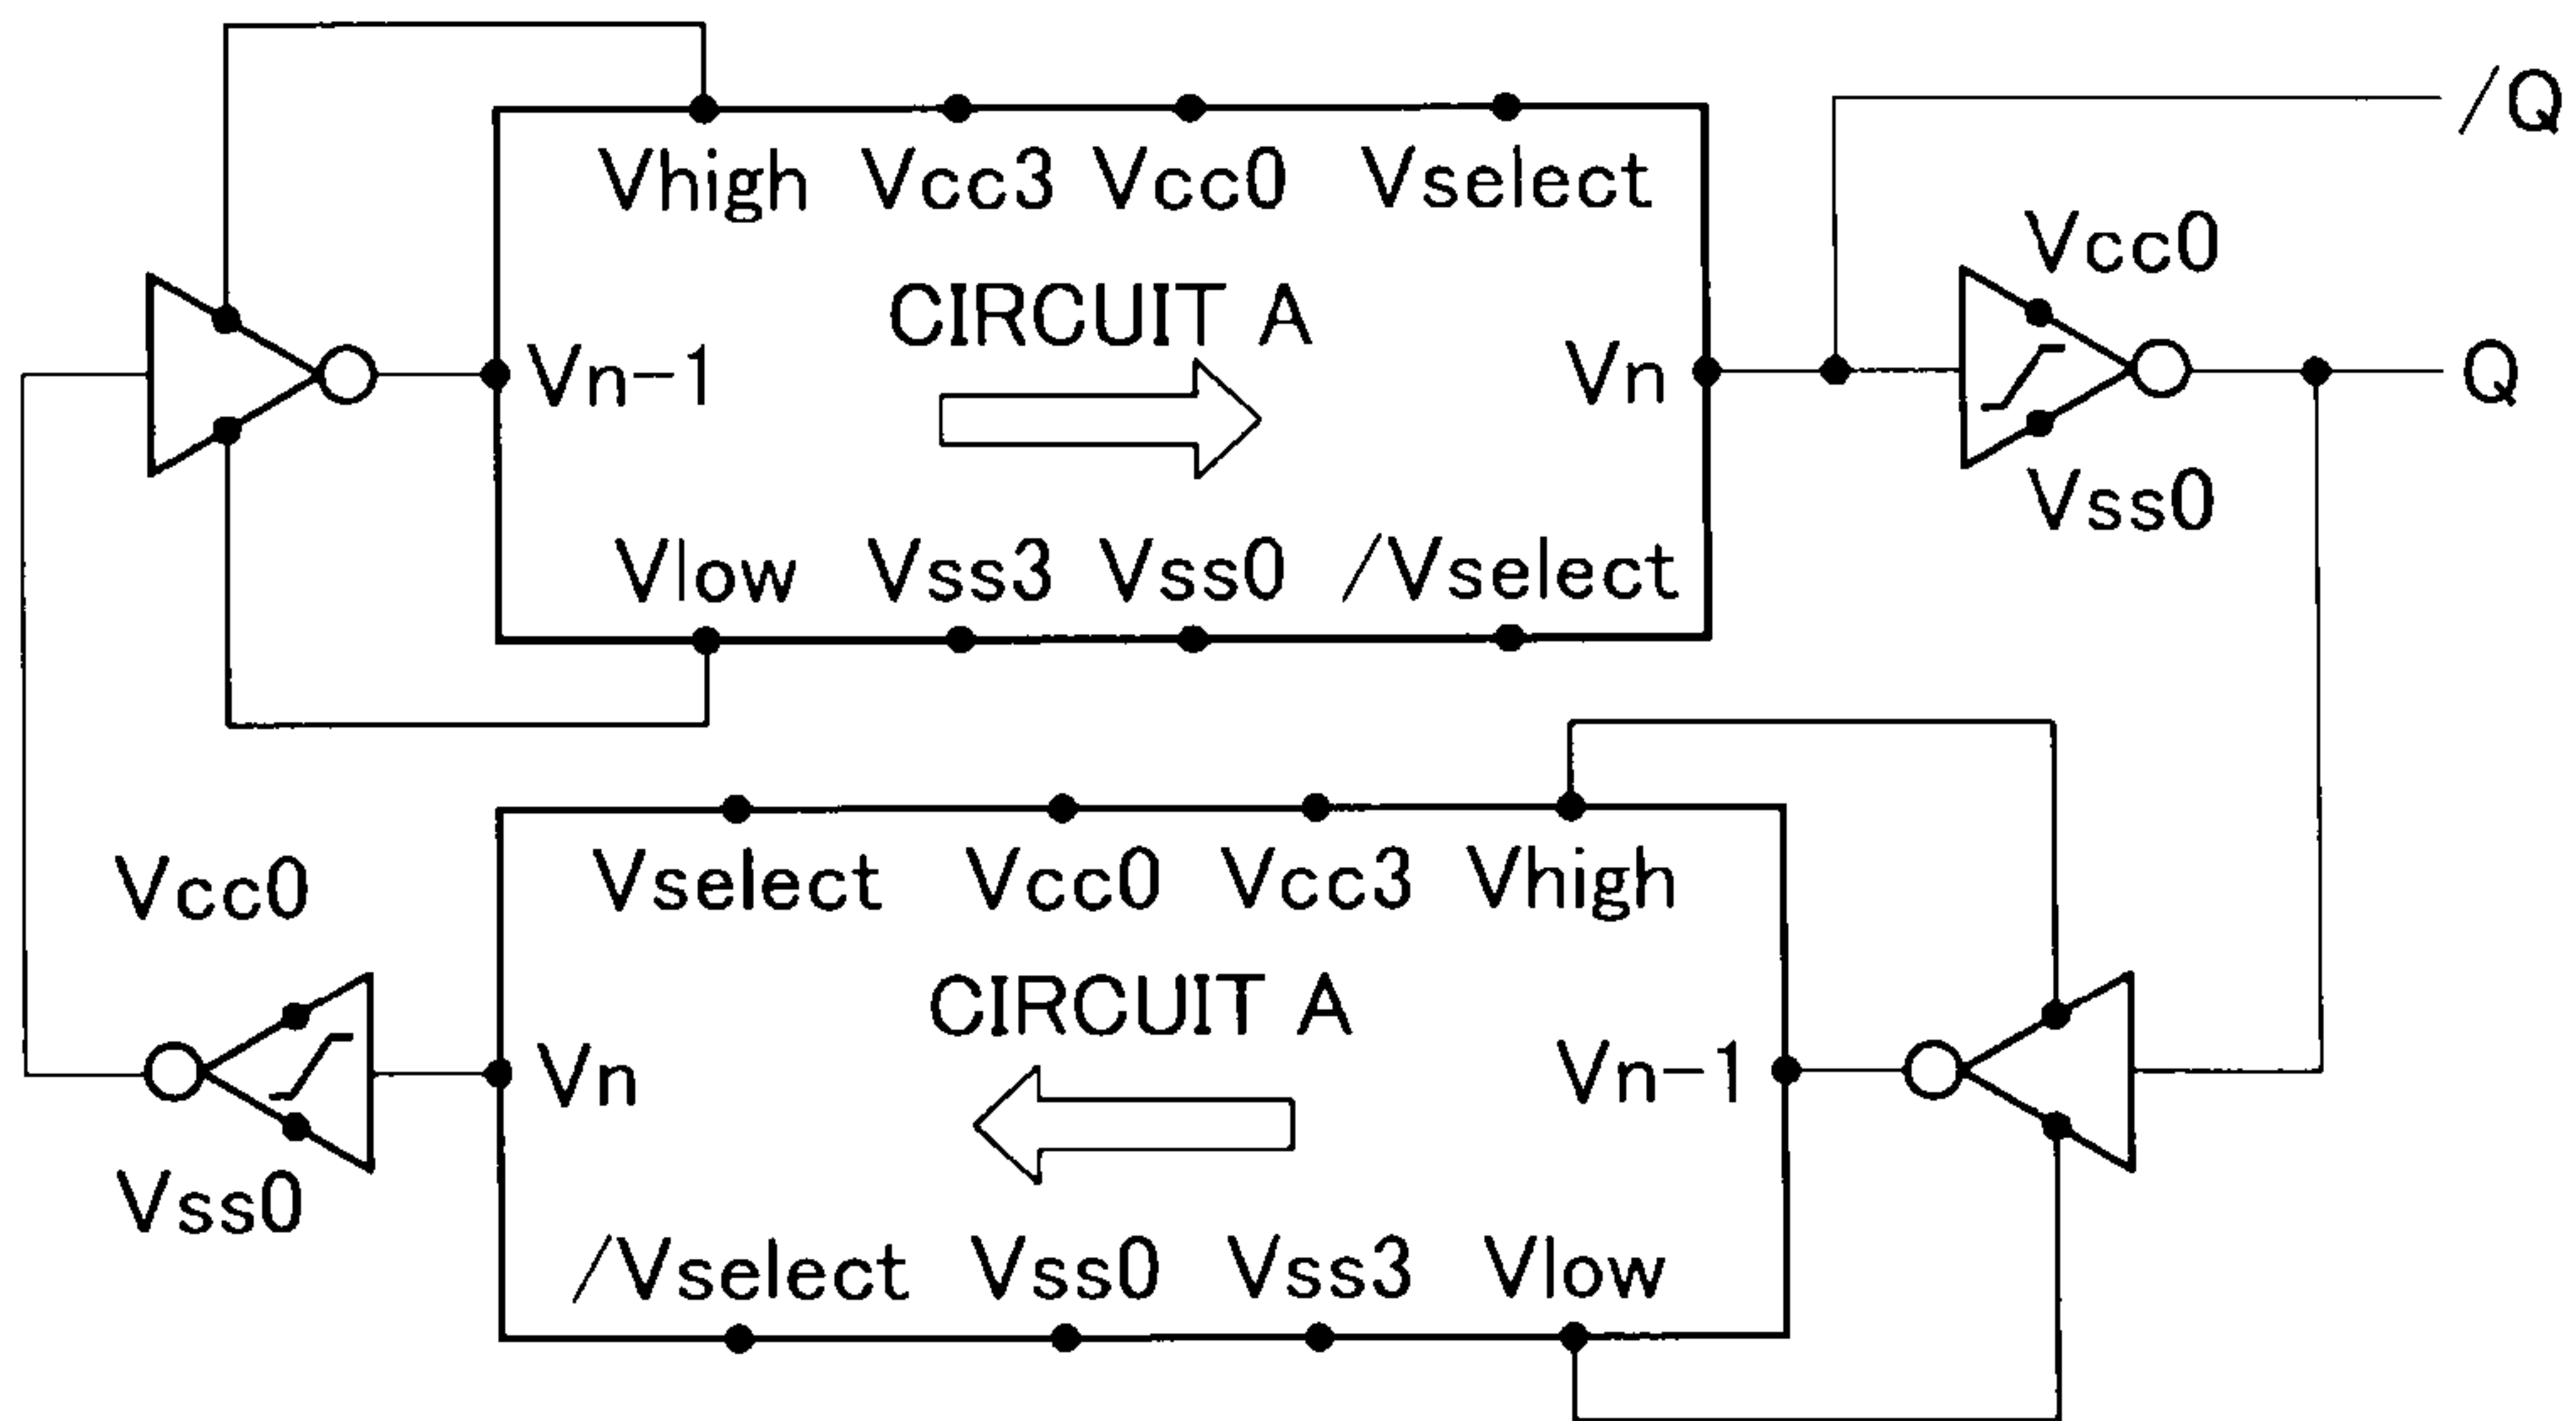 /Q
Vhigh Vcc3 Vcc0 Vselect
Vcc0
CIRCUIT A
Vn-1 Vn Q
Vss0
Vlow Vss3 Vss0 /Vselect
Vselect Vcc0 Vcc3 Vhigh
Vcc0
CIRCUIT A
Vn Vn-1
Vss0
/Vselect Vss0 Vss3 Vlow